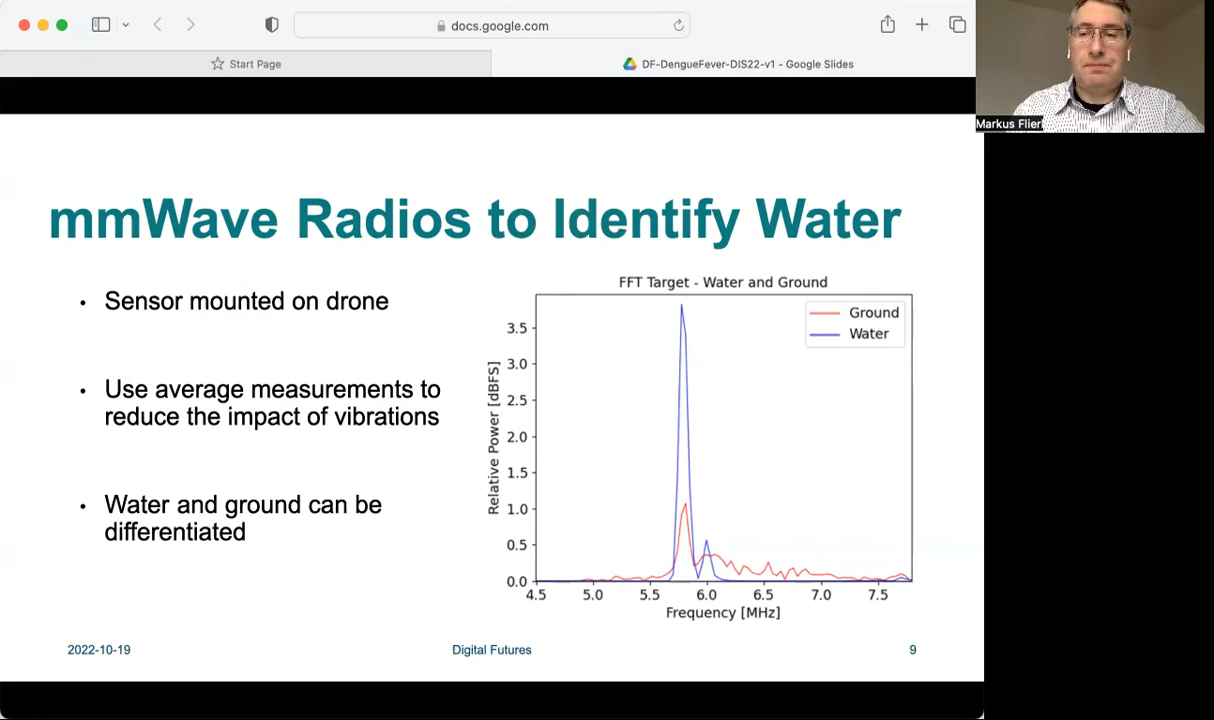 docs.google.com
Start Page
DF-DengueFever-DIS22-v1 - Google Slides
Markus Flierl
mmWave Radios to Identify Water
• Sensor mounted on drone
• Use average measurements to
reduce the impact of vibrations
• Water and ground can be
differentiated
FFT Target - Water and Ground
Ground
Water
Relative Power [dBFS]
3.5
3.0
2.5
2.0
1.5
1.0
0.5
0.0
4.5 5.0 5.5 6.0 6.5 7.0 7.5
Frequency [MHz]
2022-10-19 Digital Futures 9